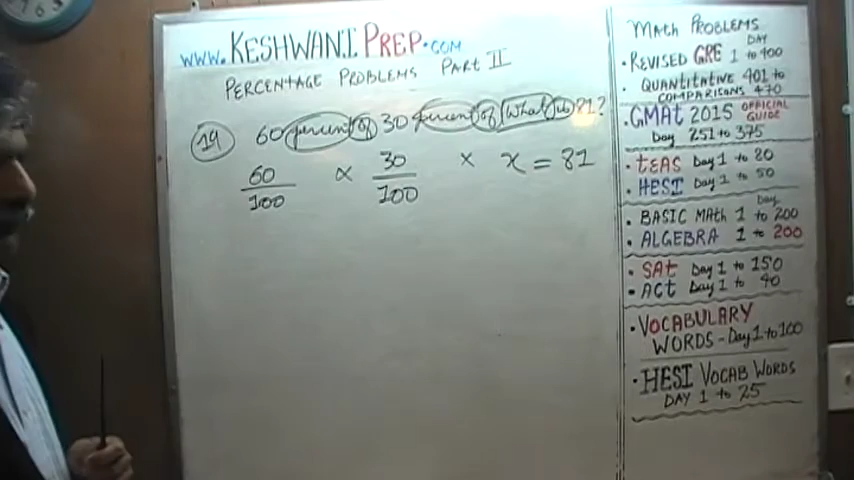 www.KESHWANIPREP.COM
PERCENTAGE PROBLEMS PART II
19 60 percent of 30 percent of what is 81?
60/100 × 30/100 × x = 81
MATH PROBLEMS
• REVISED GRE DAY 1 to 400
• QUANTITATIVE 401 to
COMPARISONS 470
• GMAT 2015 OFFICIAL GUIDE
Day 251 to 375
• TEAS Day 1 to 20
• HESI Day 1 to 50
Day
• BASIC MATH 1 to 200
• ALGEBRA 1 to 200
• SAT Day 1 to 150
• ACT Day 1 to 40
• VOCABULARY
WORDS - Day 1 to 100
• HESI VOCAB WORDS
DAY 1 to 25